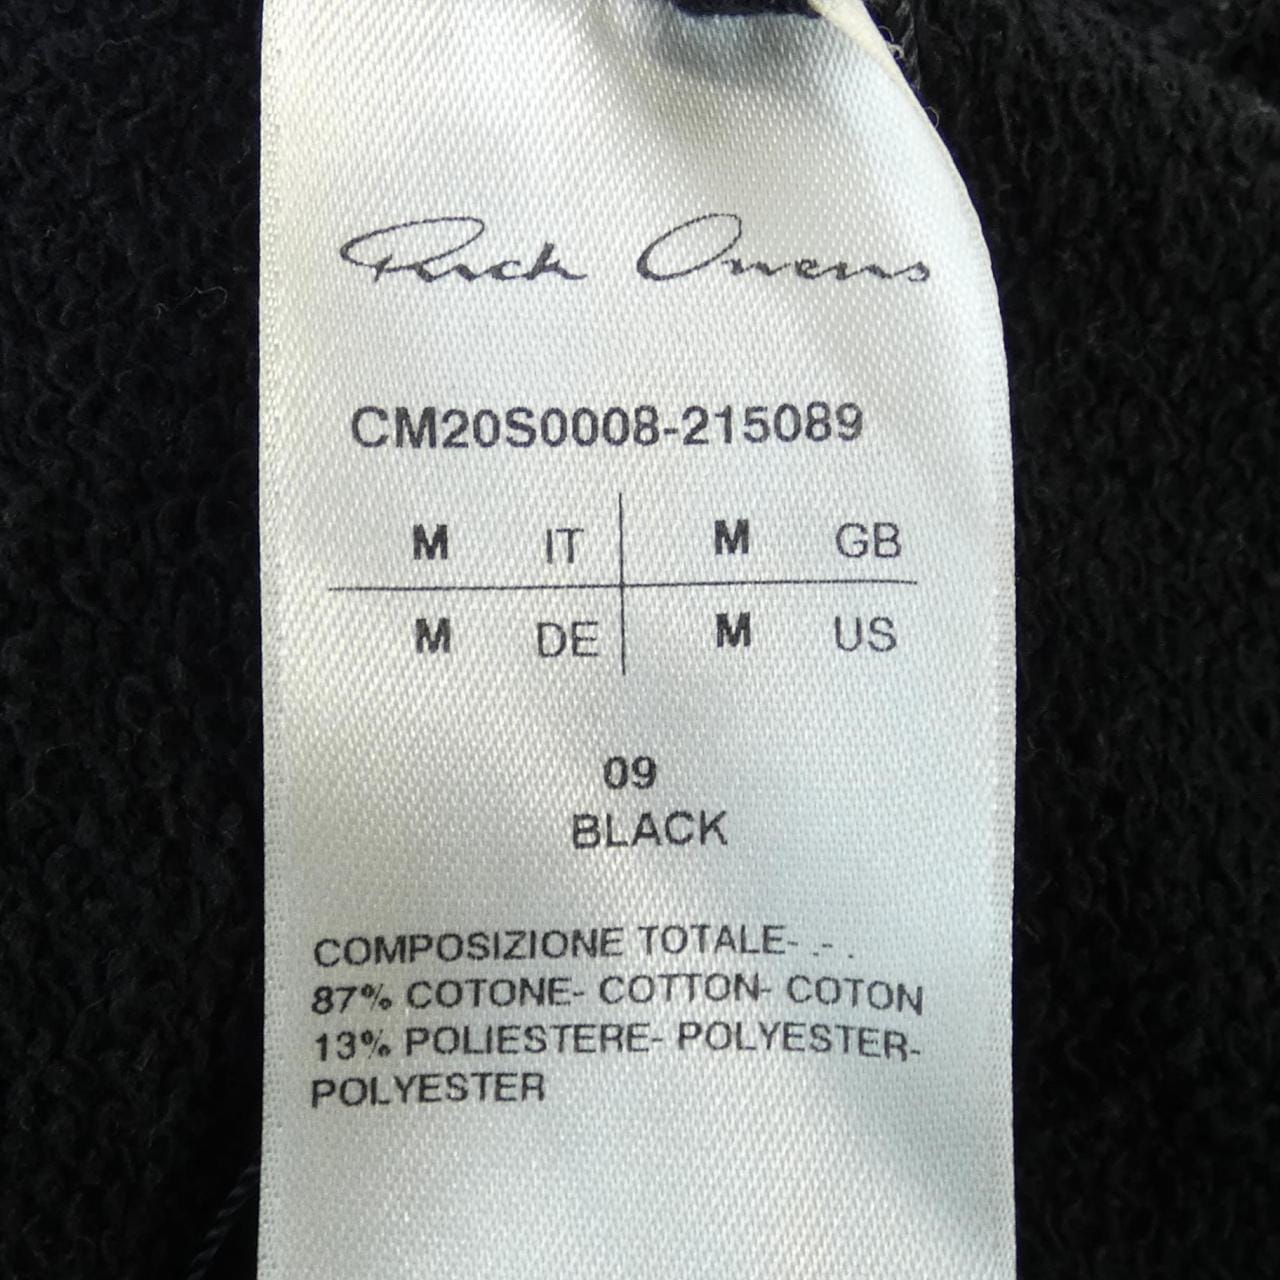 Rick Owens
CM20S0008-215089
M IT M GB
M DE M US
09
BLACK
COMPOSIZIONE TOTALE- .-.
87% COTONE- COTTON- COTON
13% POLIESTERE- POLYESTER-
POLYESTER